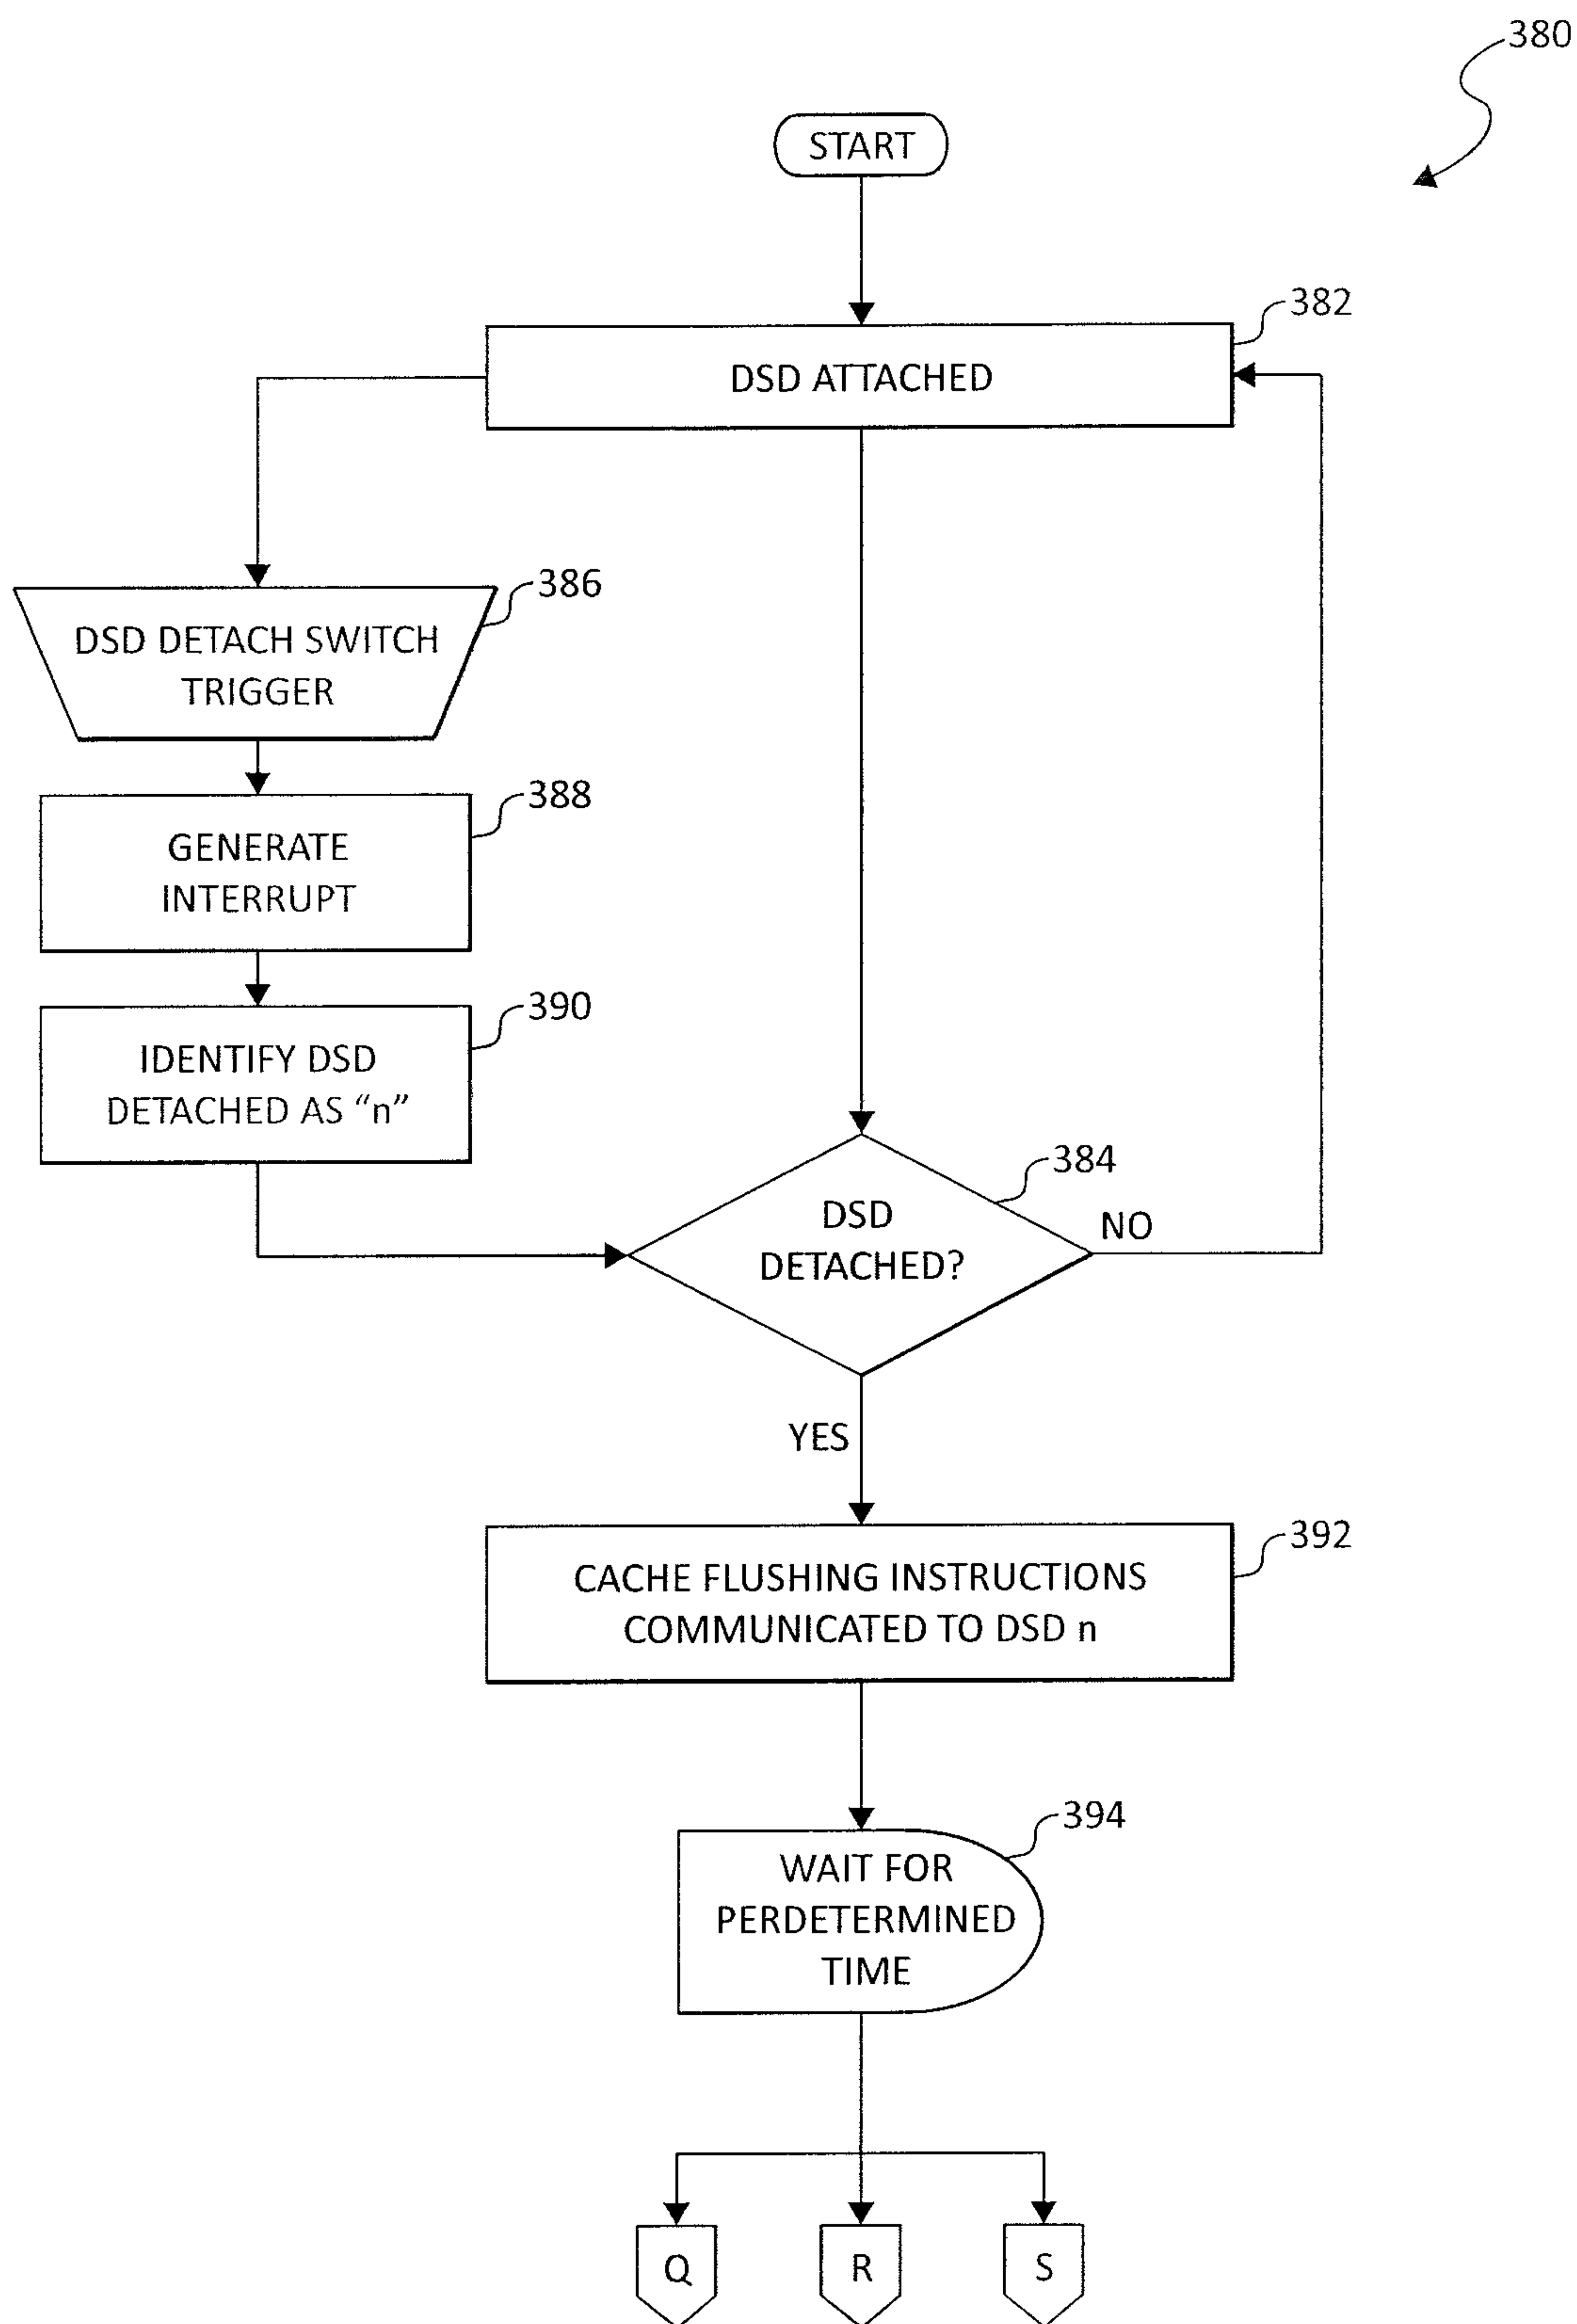 380
START
382
DSD ATTACHED
386
DSD DETACH SWITCH
TRIGGER
388
GENERATE
INTERRUPT
390
IDENTIFY DSD
DETACHED AS “n”
384
DSD
DETACHED?
NO
YES
392
CACHE FLUSHING INSTRUCTIONS
COMMUNICATED TO DSD n
394
WAIT FOR
PERDETERMINED
TIME
Q
R
S